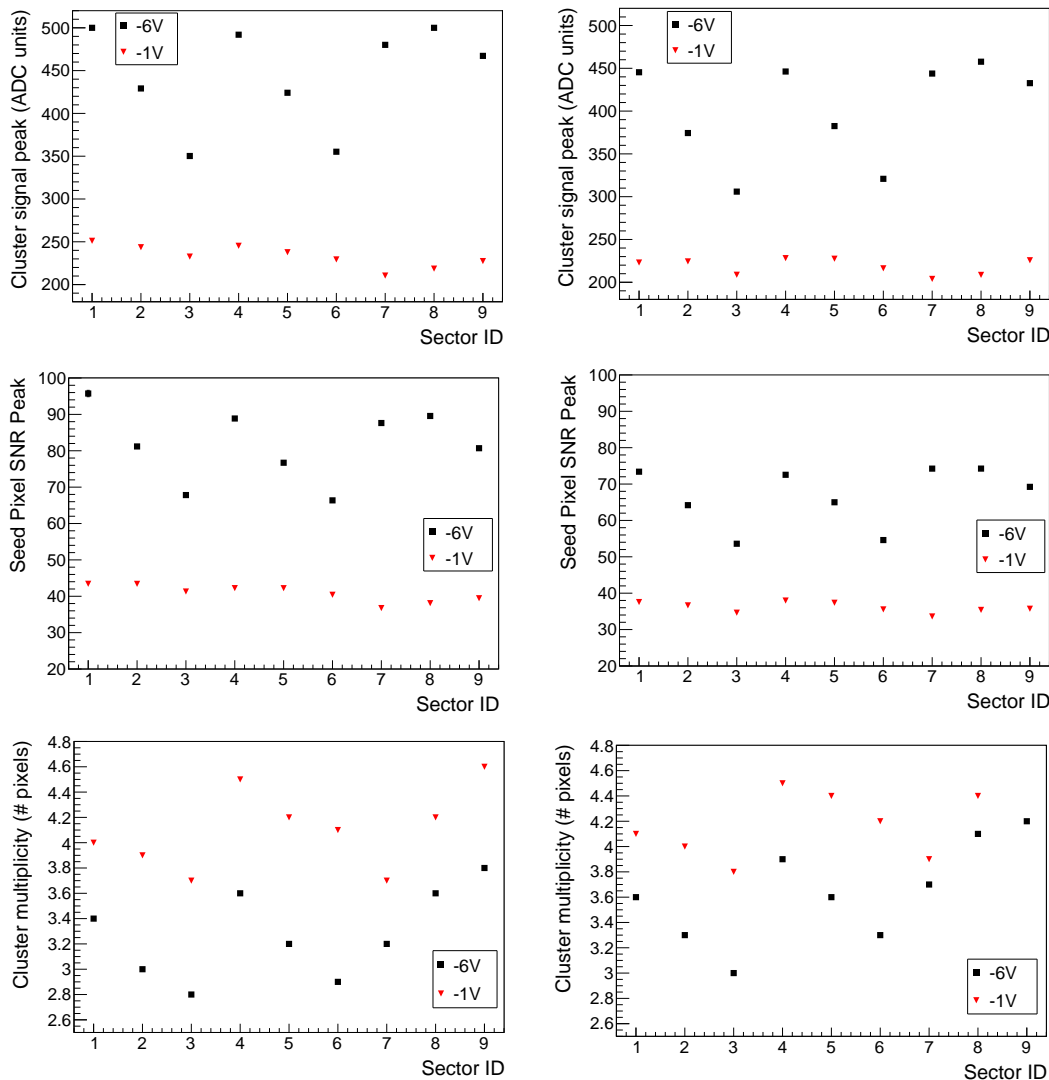 Cluster signal peak (ADC units)
500
450
400
350
300
250
200
-6V
-1V
1 2 3 4 5 6 7 8 9
Sector ID
Cluster signal peak (ADC units)
500
450
400
350
300
250
200
-6V
-1V
1 2 3 4 5 6 7 8 9
Sector ID
Seed Pixel SNR Peak
100
90
80
70
60
50
40
30
20
-6V
-1V
1 2 3 4 5 6 7 8 9
Sector ID
Seed Pixel SNR Peak
100
90
80
70
60
50
40
30
20
-6V
-1V
1 2 3 4 5 6 7 8 9
Sector ID
Cluster multiplicity (# pixels)
4.8
4.6
4.4
4.2
4
3.8
3.6
3.4
3.2
3
2.8
2.6
-6V
-1V
1 2 3 4 5 6 7 8 9
Sector ID
Cluster multiplicity (# pixels)
4.8
4.6
4.4
4.2
4
3.8
3.6
3.4
3.2
3
2.8
2.6
-6V
-1V
1 2 3 4 5 6 7 8 9
Sector ID